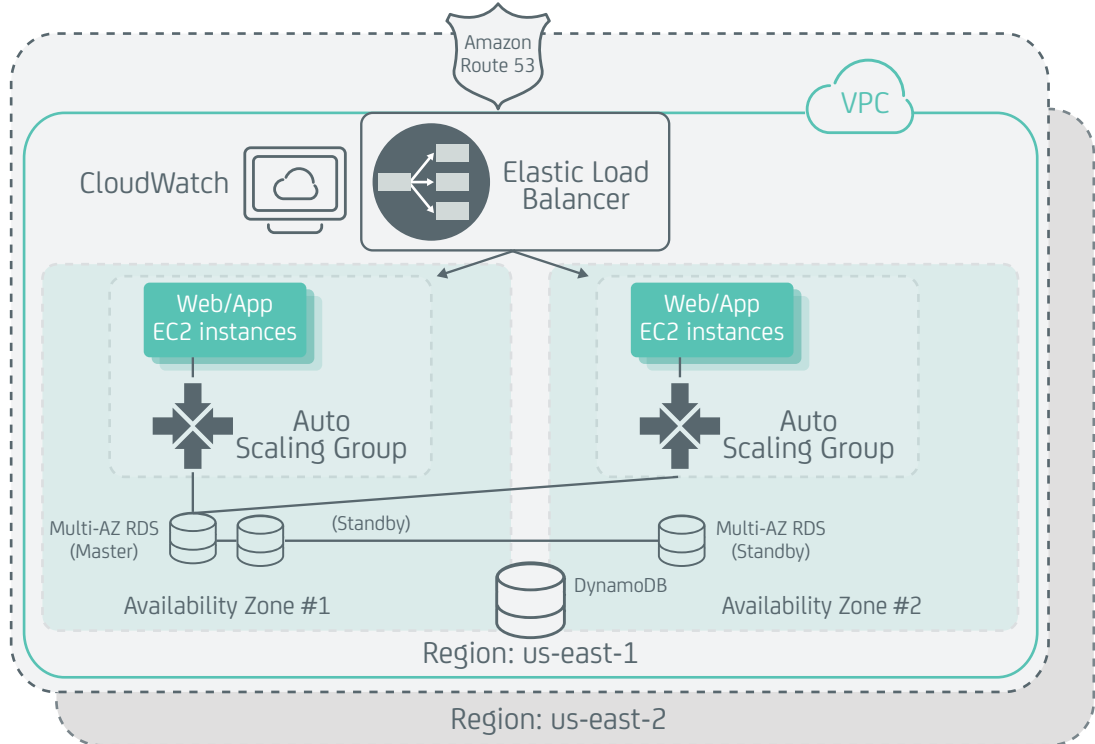 Amazon
Route 53
VPC
CloudWatch
Elastic Load
Balancer
Web/App
EC2 instances
Web/App
EC2 instances
Auto
Scaling Group
Auto
Scaling Group
Multi-AZ RDS
(Master)
(Standby)
Multi-AZ RDS
(Standby)
DynamoDB
Availability Zone #1
Availability Zone #2
Region: us-east-1
Region: us-east-2